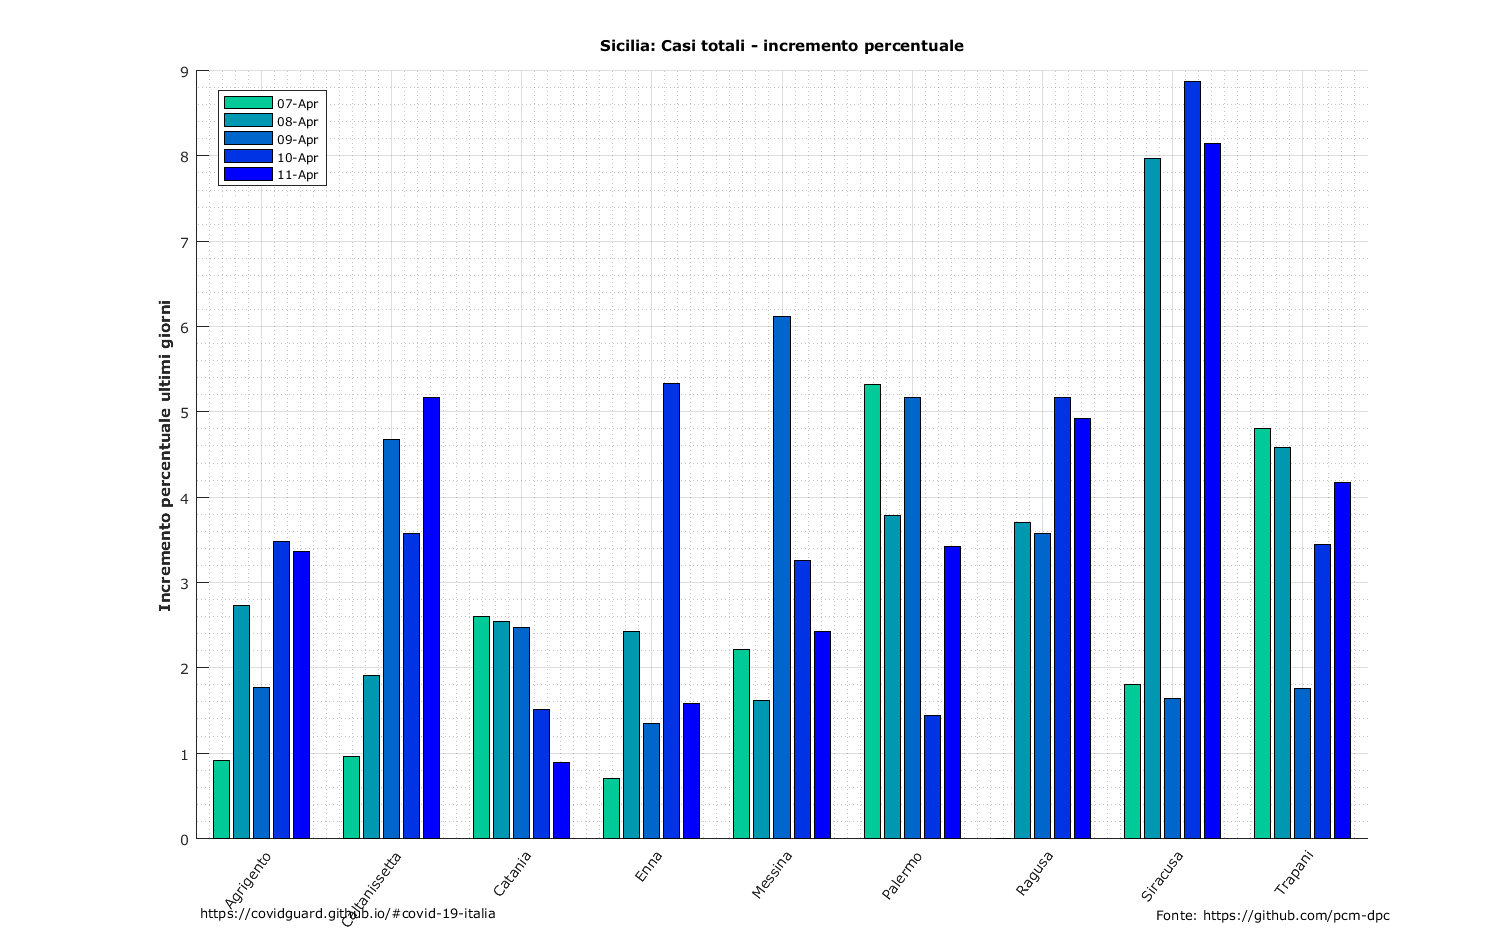 Sicilia: Casi totali - incremento percentuale
9
8
7
6
5
4
3
2
1
0
Incremento percentuale ultimi giorni
07-Apr
08-Apr
09-Apr
10-Apr
11-Apr
Agrigento
Caltanissetta
Catania
Enna
Messina
Palermo
Ragusa
Siracusa
Trapani
https://covidguard.github.io/#covid-19-italia
Fonte: https://github.com/pcm-dpc